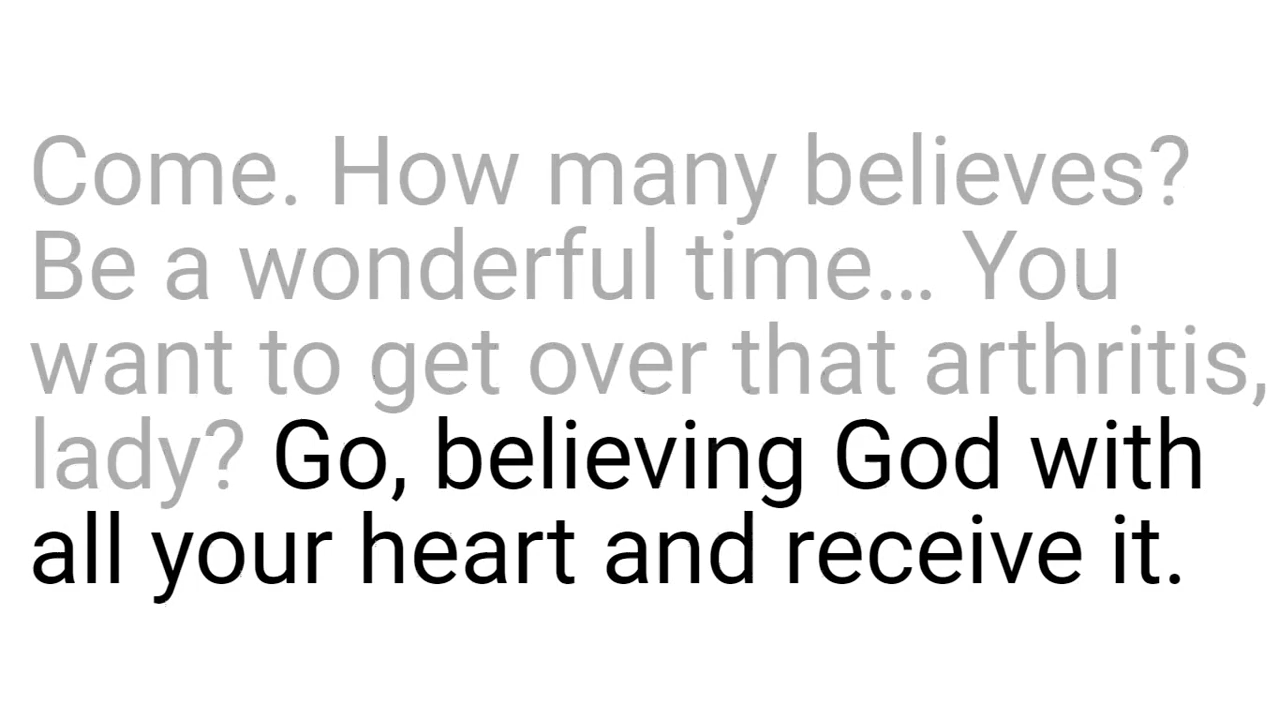 Come. How many believes?
Be a wonderful time... You
want to get over that arthritis,
lady? Go, believing God with
all your heart and receive it.